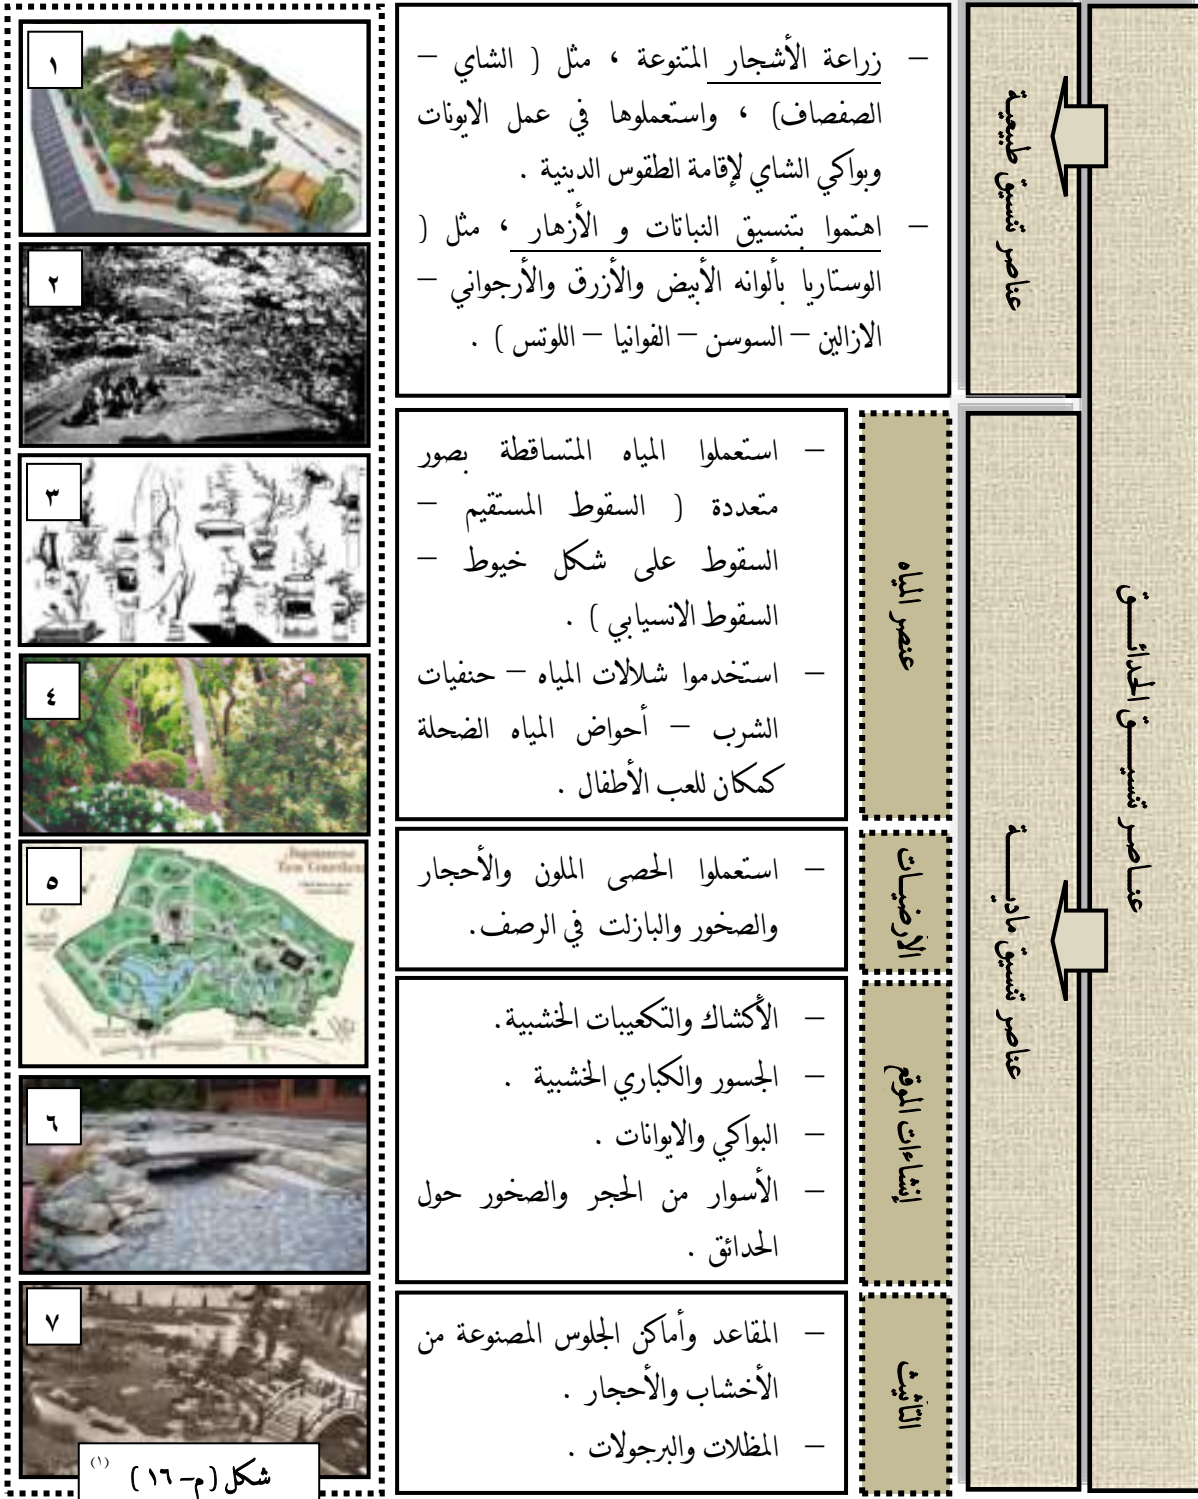 عناصر تنسيق الحدائق
عناصر تنسيق طبيعية
– زراعة الأشجار المتنوعة ، مثل ( الشاي –
الصفصاف) ، واستعملوها في عمل الايونات
وبواكي الشاي لإقامة الطقوس الدينية .
– اهتموا بتنسيق النباتات و الأزهار ، مثل (
الوستاريا بألوانه الأبيض والأزرق والأرجواني –
الازالين – السوسن – الفوانيا – اللوتس ) .
عناصر تنسيق مادية
عنصر المياه
– استعملوا المياه المتساقطة بصور
متعددة ( السقوط المستقيم –
السقوط على شكل خيوط –
السقوط الانسيابي ) .
– استخدموا شلالات المياه – حنفيات
الشرب – أحواض المياه الضحلة
كمكان للعب الأطفال .
الأرضيات
– استعملوا الحصى الملون والأحجار
والصخور والبازلت في الرصف.
إنشاءات الموقع
– الأكشاك والتكعيبات الخشبية.
– الجسور والكباري الخشبية .
– البواكي والايوانات .
– الأسوار من الحجر والصخور حول
الحدائق .
التأثيث
– المقاعد وأماكن الجلوس المصنوعة من
الأخشاب والأحجار .
– المظلات والبرجولات .
١
٢
٣
٤
٥
Japanese
Tea Garden
٦
٧
شكل (م- ١٦ ) (١)